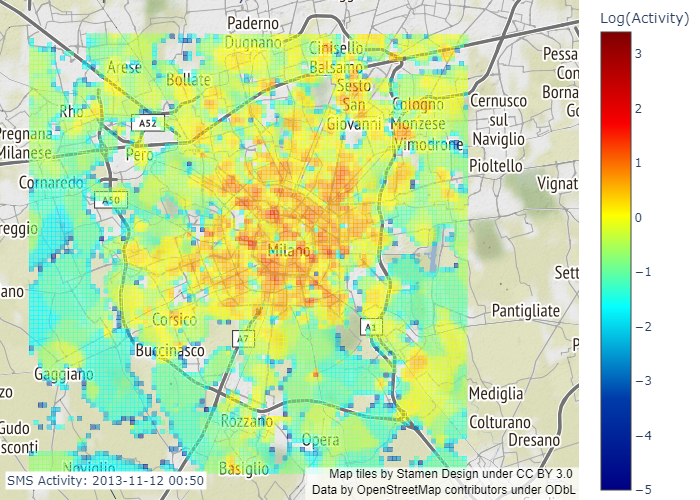 Log(Activity)
Paderno
Dugnano
Cinisello
Balsamo
Arese
Bollate
Sesto
San
Giovanni
Cologno
Monzese
Vimodrone
Cernusco
sul
Naviglio
Pioltello
Pessa
Con
Borna
Go
Rho
A52
Pero
Pregnana
Milanese
Cornaredo
A50
reggio
Vignat
Milano
ano
Sett
Pantigliate
Corsico
A7
A1
Buccinasco
P
Gaggiano
zo
Mediglia
Rozzano
Colturano
Dresano
Gudo
sconti
Opera
Noviglio
Basiglio
3
2
1
0
−1
−2
−3
−4
−5
SMS Activity: 2013-11-12 00:50
Map tiles by Stamen Design under CC BY 3.0
Data by OpenStreetMap contributors under ODbL